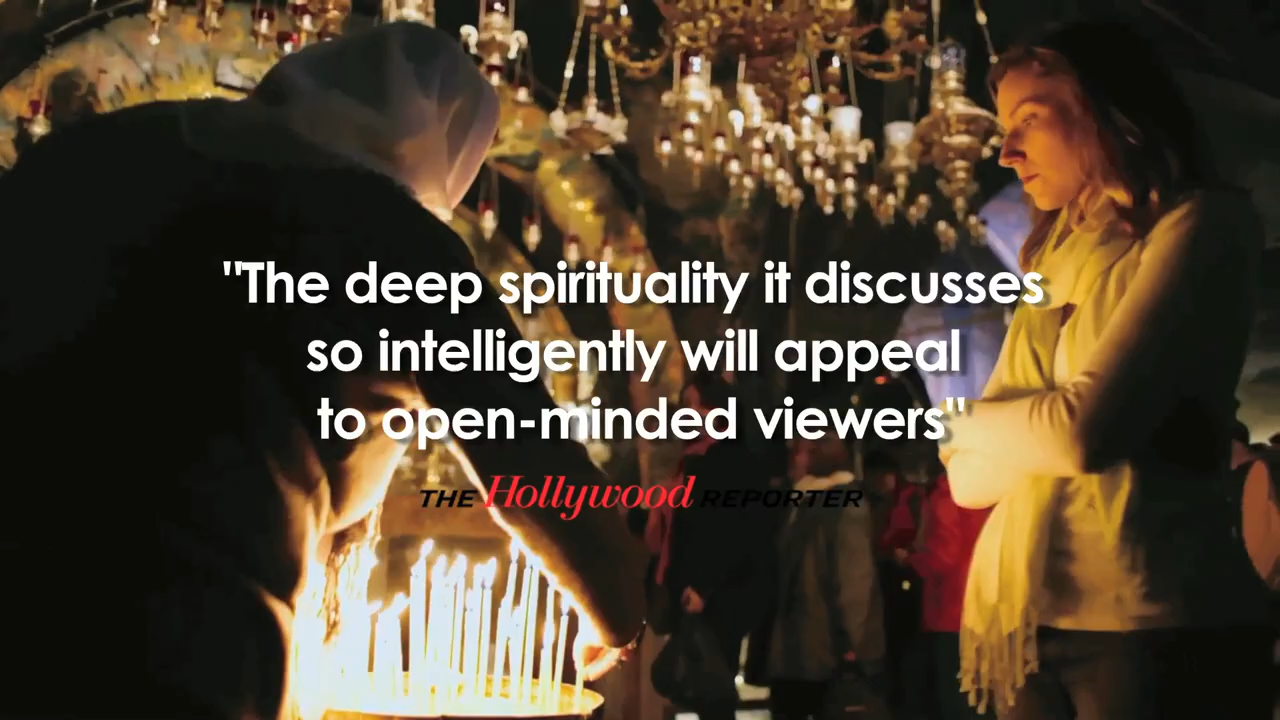 "The deep spirituality it discusses
so intelligently will appeal
to open-minded viewers"
THE Hollywood REPORTER